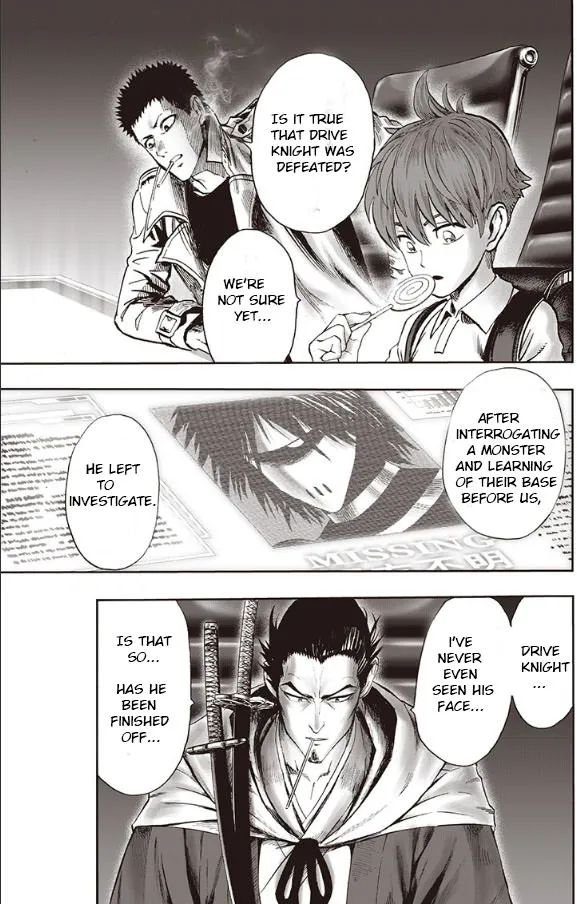 IS IT TRUE
THAT DRIVE
KNIGHT WAS
DEFEATED?
WE'RE
NOT SURE
YET...
AFTER
INTERROGATING
A MONSTER
AND LEARNING
OF THEIR BASE
BEFORE US,
HE LEFT
TO
INVESTIGATE.
MISSING
不明
DRIVE
KNIGHT
...
I'VE
NEVER
EVEN
SEEN HIS
FACE...
IS THAT
SO...
HAS HE
BEEN
FINISHED
OFF...